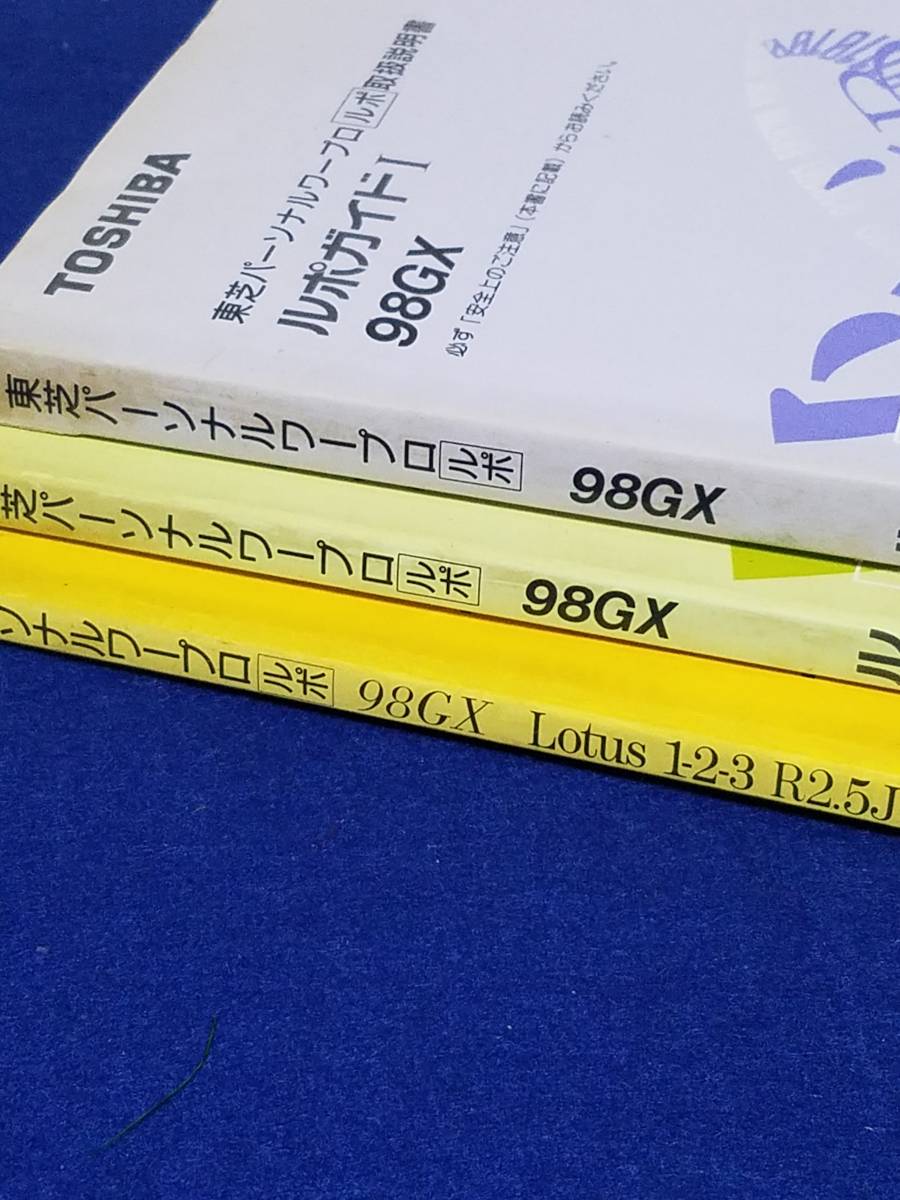 TOSHIBA
東芝パーソナルワープロルポ取扱説明書
ルポガイドI
98GX
必ず「安全上のご注意」(本書に記載)からお読みください。
東芝パーソナルワープロルポ 98GX
芝パーソナルワープロルポ 98GX ル
ソナルワープロルポ 98GX Lotus 1-2-3 R2.5J